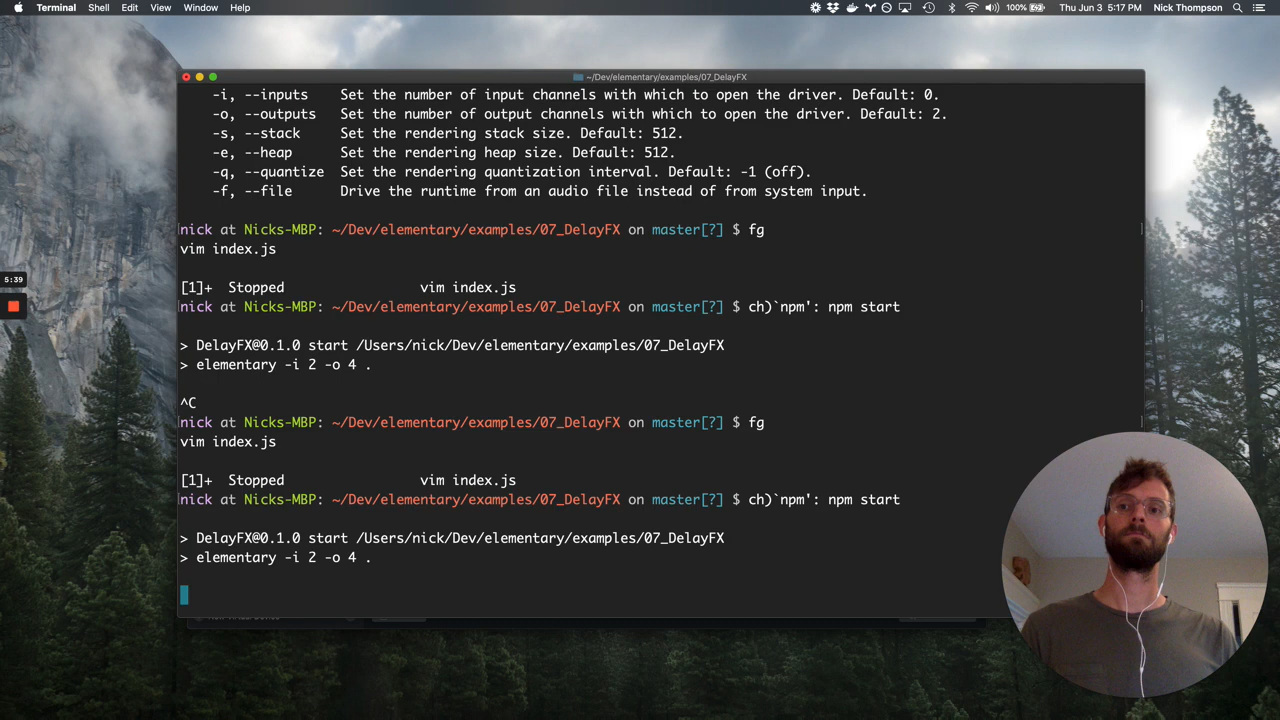 Terminal Shell Edit View Window Help 100% Thu Jun 3 5:17 PM Nick Thompson
~/Dev/elementary/examples/07_DelayFX
-i, --inputs Set the number of input channels with which to open the driver. Default: 0.
-o, --outputs Set the number of output channels with which to open the driver. Default: 2.
-s, --stack Set the rendering stack size. Default: 512.
-e, --heap Set the rendering heap size. Default: 512.
-q, --quantize Set the rendering quantization interval. Default: -1 (off).
-f, --file Drive the runtime from an audio file instead of from system input.
nick at Nicks-MBP: ~/Dev/elementary/examples/07_DelayFX on master[?] $ fg
vim index.js
5:39
[1]+ Stopped vim index.js
nick at Nicks-MBP: ~/Dev/elementary/examples/07_DelayFX on master[?] $ ch)`npm': npm start
> DelayFX@0.1.0 start /Users/nick/Dev/elementary/examples/07_DelayFX
> elementary -i 2 -o 4 .
^C
nick at Nicks-MBP: ~/Dev/elementary/examples/07_DelayFX on master[?] $ fg
vim index.js
[1]+ Stopped vim index.js
nick at Nicks-MBP: ~/Dev/elementary/examples/07_DelayFX on master[?] $ ch)`npm': npm start
> DelayFX@0.1.0 start /Users/nick/Dev/elementary/examples/07_DelayFX
> elementary -i 2 -o 4 .